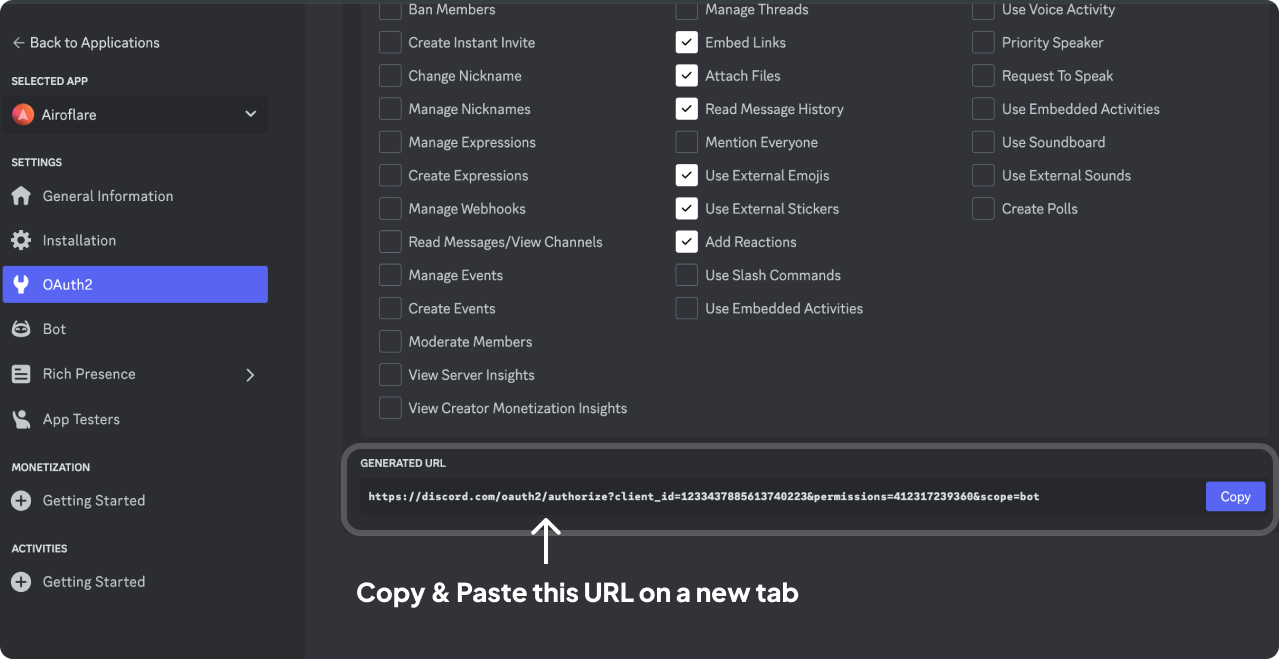 Back to Applications
SELECTED APP
Airoflare
SETTINGS
General Information
Installation
OAuth2
Bot
Rich Presence
App Testers
MONETIZATION
Getting Started
ACTIVITIES
Getting Started
Ban Members
Create Instant Invite
Change Nickname
Manage Nicknames
Manage Expressions
Create Expressions
Manage Webhooks
Read Messages/View Channels
Manage Events
Create Events
Moderate Members
View Server Insights
View Creator Monetization Insights
Manage Threads
Embed Links
Attach Files
Read Message History
Mention Everyone
Use External Emojis
Use External Stickers
Add Reactions
Use Slash Commands
Use Embedded Activities
Use Voice Activity
Priority Speaker
Request To Speak
Use Embedded Activities
Use Soundboard
Use External Sounds
Create Polls
GENERATED URL
https://discord.com/oauth2/authorize?client_id=1233437885613740223&permissions=412317239360&scope=bot
Copy
Copy & Paste this URL on a new tab